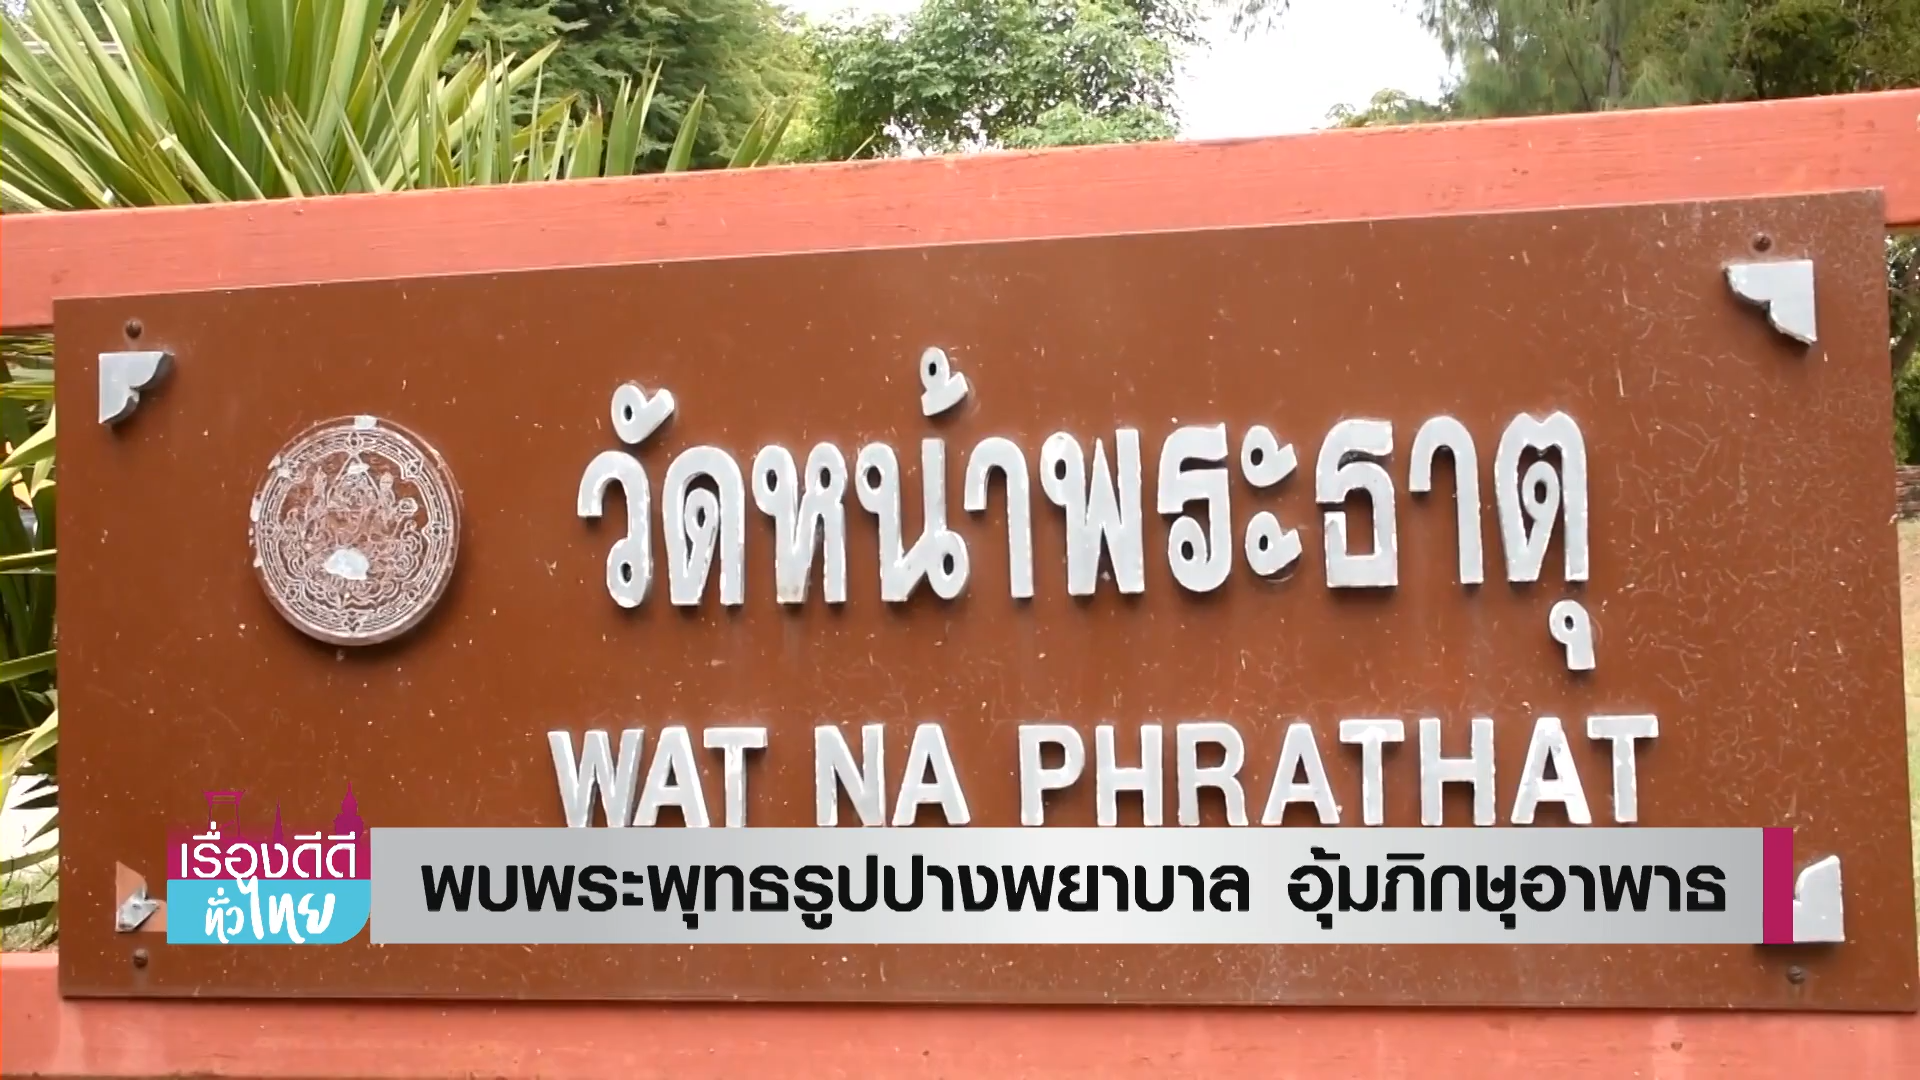 วัดหน้าพระธาตุ
WAT NA PHRATHAT
เรื่องดีดี
ทั่วไทย
พบพระพุทธรูปปางพยาบาล อุ้มภิกษุอาพาธ